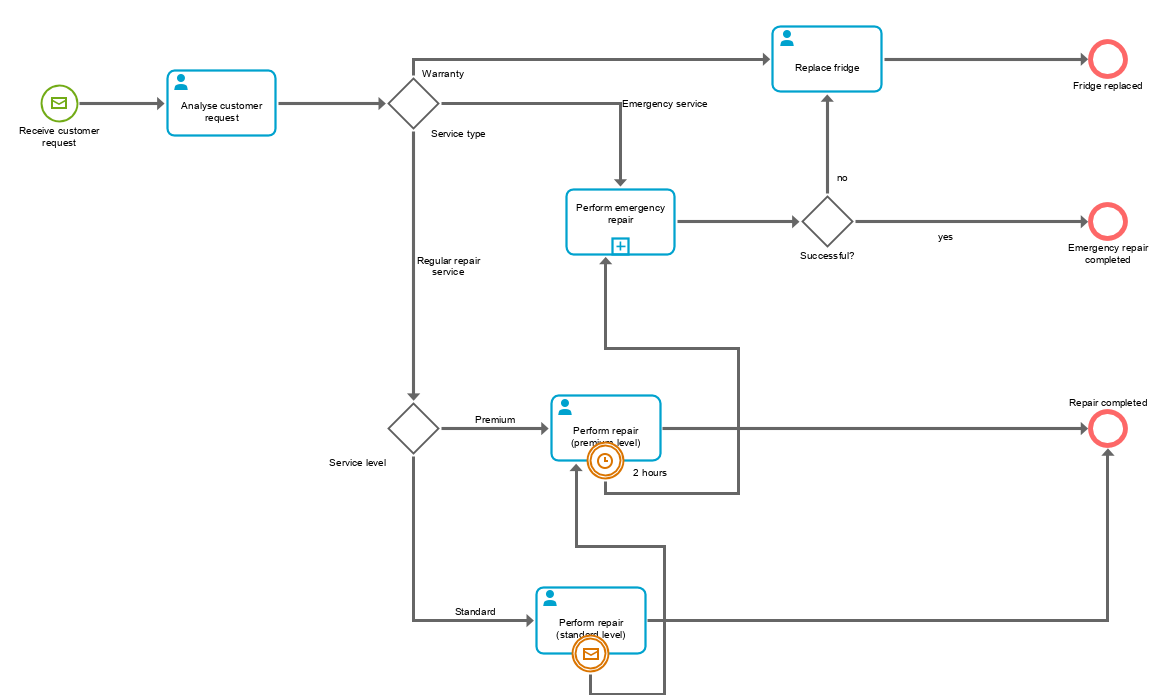 Replace fridge
Fridge replaced
Warranty
Receive customer
request
Analyse customer
request
Emergency service
Service type
no
Perform emergency
repair
Successful?
yes
Emergency repair
completed
Regular repair
service
Repair completed
Premium
Perform repair
(premium level)
Service level
2 hours
Standard
Perform repair
(standard level)